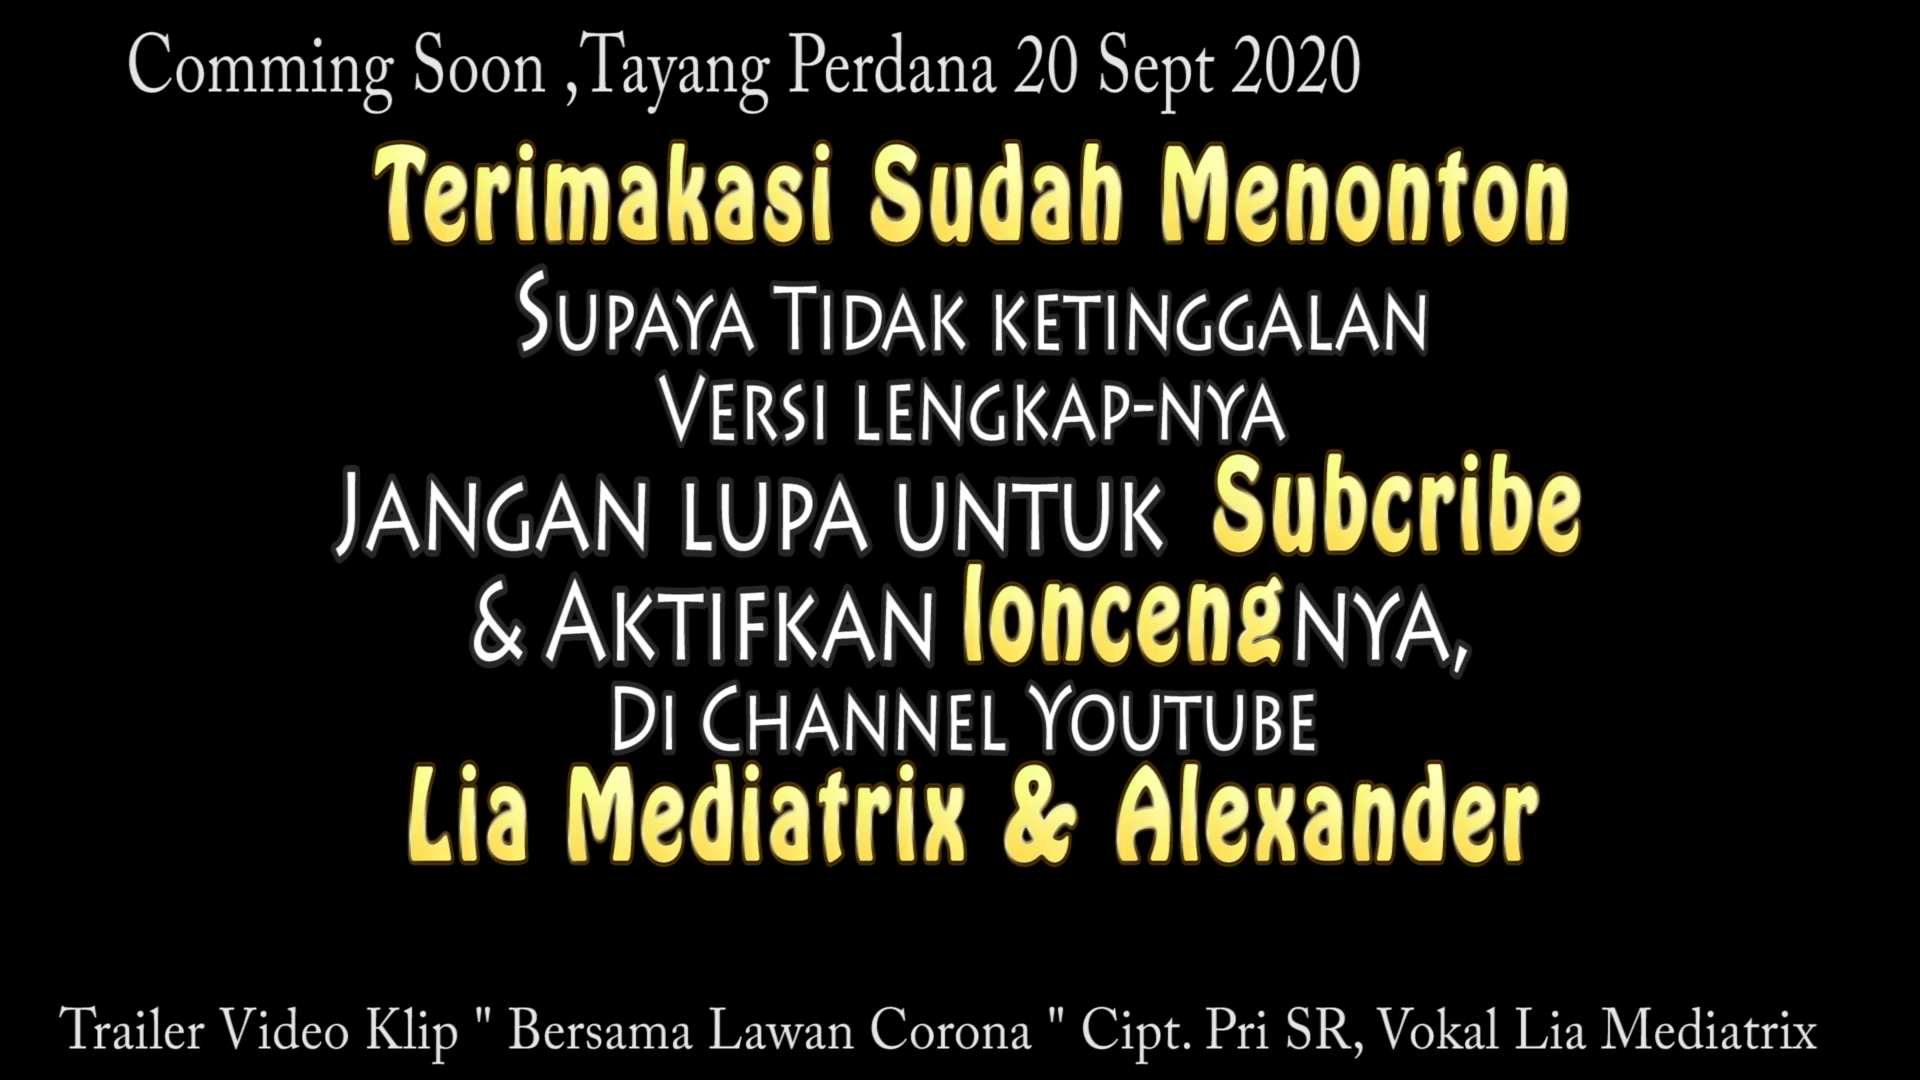 Comming Soon ,Tayang Perdana 20 Sept 2020
Terimakasi Sudah Menonton
Supaya Tidak ketinggalan
Versi lengkap-nya
Jangan lupa untuk Subcribe
& Aktifkan loncengnya,
Di Channel Youtube
Lia Mediatrix & Alexander
Trailer Video Klip " Bersama Lawan Corona " Cipt. Pri SR, Vokal Lia Mediatrix